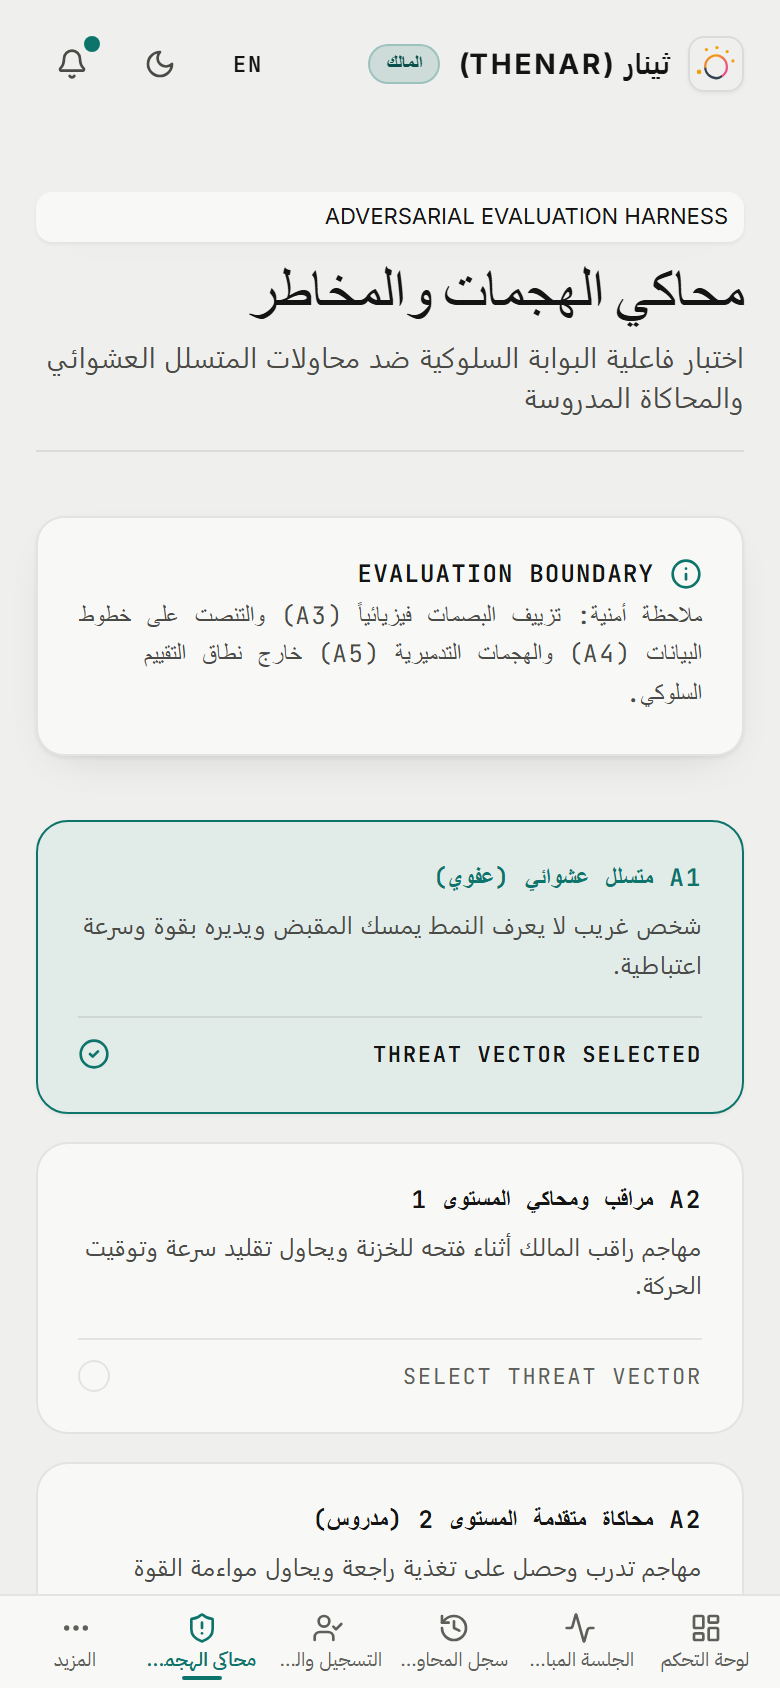 ثينار (THENAR)
المالك
EN
ADVERSARIAL EVALUATION HARNESS
محاكي الهجمات والمخاطر
اختبار فاعلية البوابة السلوكية ضد محاولات المتسلل العشوائي
والمحاكاة المدروسة
EVALUATION BOUNDARY
ملاحظة أمنية: تزييف البصمات فيزيائياً (A3) والتنصت على خطوط
البيانات (A4) والهجمات التدميرية (A5) خارج نطاق التقييم
السلوكي.
A1 متسلل عشوائي (عفوي)
شخص غريب لا يعرف النمط يمسك المقبض ويديره بقوة وسرعة
اعتباطية.
THREAT VECTOR SELECTED
A2 مراقب ومحاكي المستوى 1
مهاجم راقب المالك أثناء فتحه للخزنة ويحاول تقليد سرعة وتوقيت
الحركة.
SELECT THREAT VECTOR
A2 محاكاة متقدمة المستوى 2 (مدروس)
مهاجم تدرب وحصل على تغذية راجعة ويحاول مواءمة القوة
لوحة التحكم
الجلسة المبا...
سجل المحاو...
التسجيل والـ...
محاكي الهجمـ...
المزيد